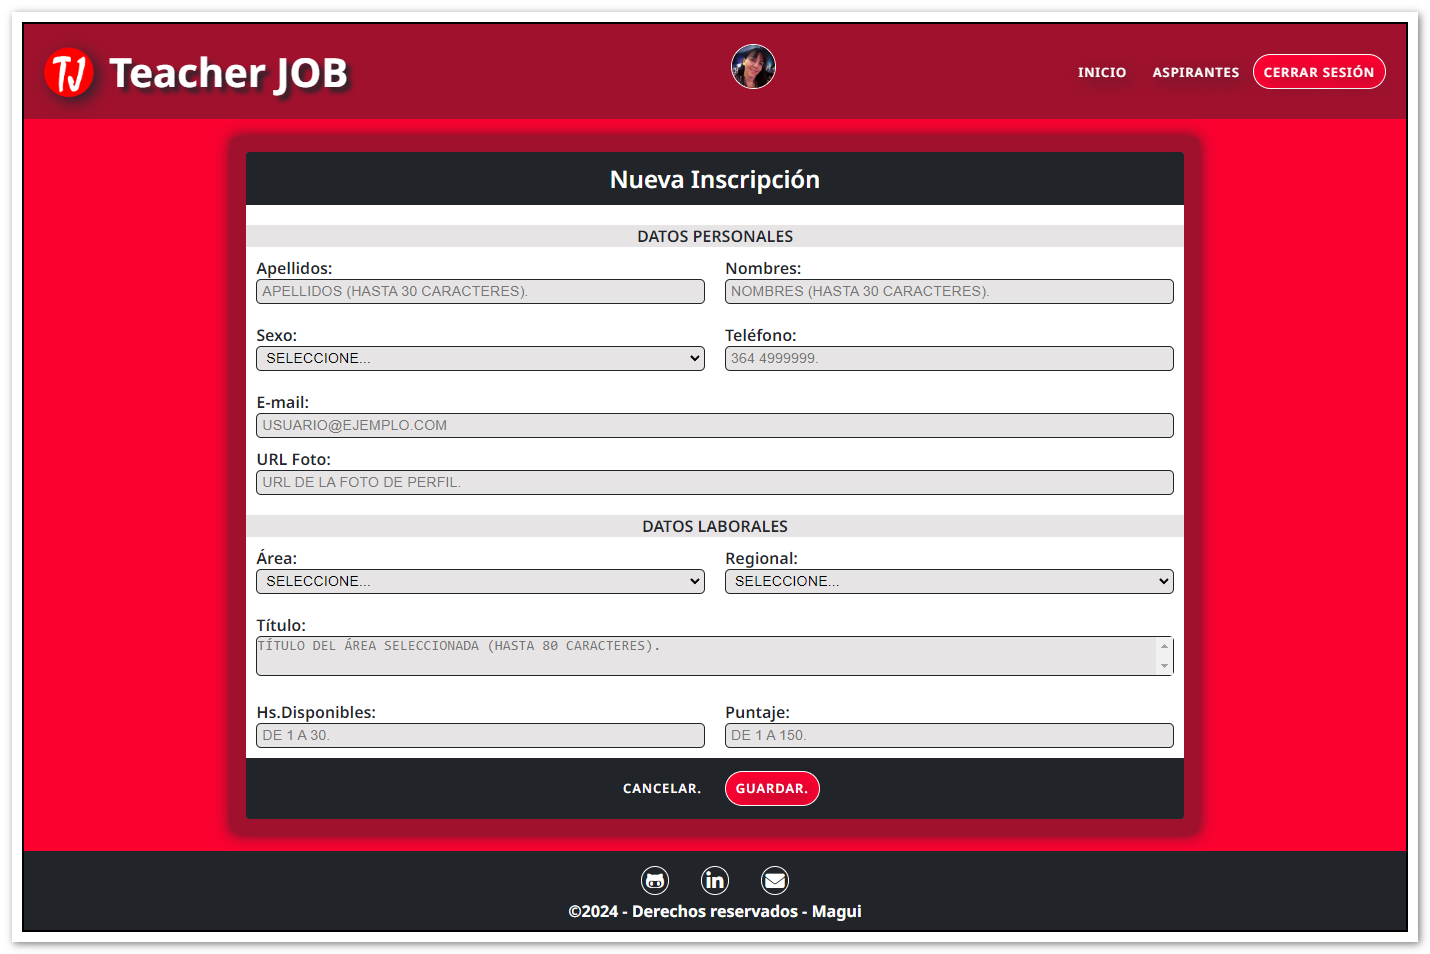 TJ Teacher JOB
INICIO ASPIRANTES CERRAR SESIÓN
Nueva Inscripción
DATOS PERSONALES
Apellidos: Nombres:
APELLIDOS (HASTA 30 CARACTERES). NOMBRES (HASTA 30 CARACTERES).
Sexo: Teléfono:
SELECCIONE... 364 4999999.
E-mail:
USUARIO@EJEMPLO.COM
URL Foto:
URL DE LA FOTO DE PERFIL.
DATOS LABORALES
Área: Regional:
SELECCIONE... SELECCIONE...
Título:
TÍTULO DEL ÁREA SELECCIONADA (HASTA 80 CARACTERES).
Hs.Disponibles: Puntaje:
DE 1 A 30. DE 1 A 150.
CANCELAR. GUARDAR.
in
©2024 - Derechos reservados - Magui